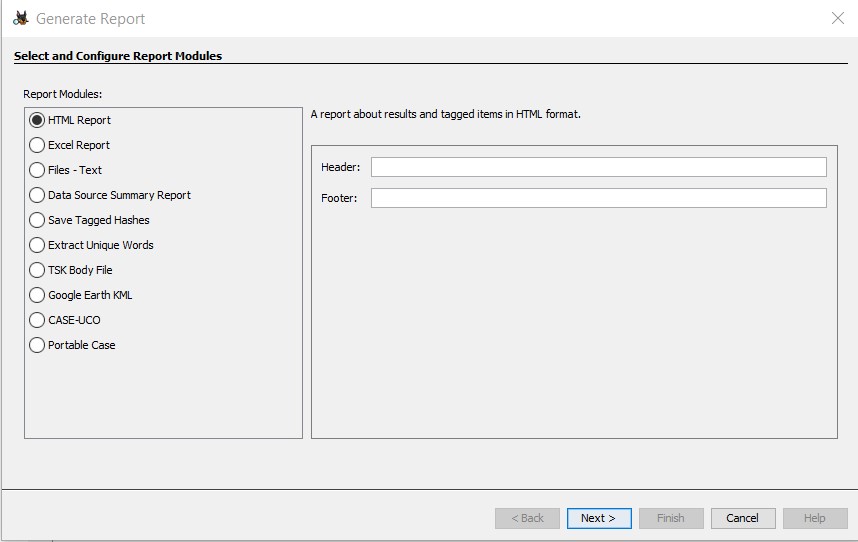 Generate Report
Select and Configure Report Modules
Report Modules:
HTML Report
Excel Report
Files - Text
Data Source Summary Report
Save Tagged Hashes
Extract Unique Words
TSK Body File
Google Earth KML
CASE-UCO
Portable Case
A report about results and tagged items in HTML format.
Header:
Footer:
< Back Next > Finish Cancel Help